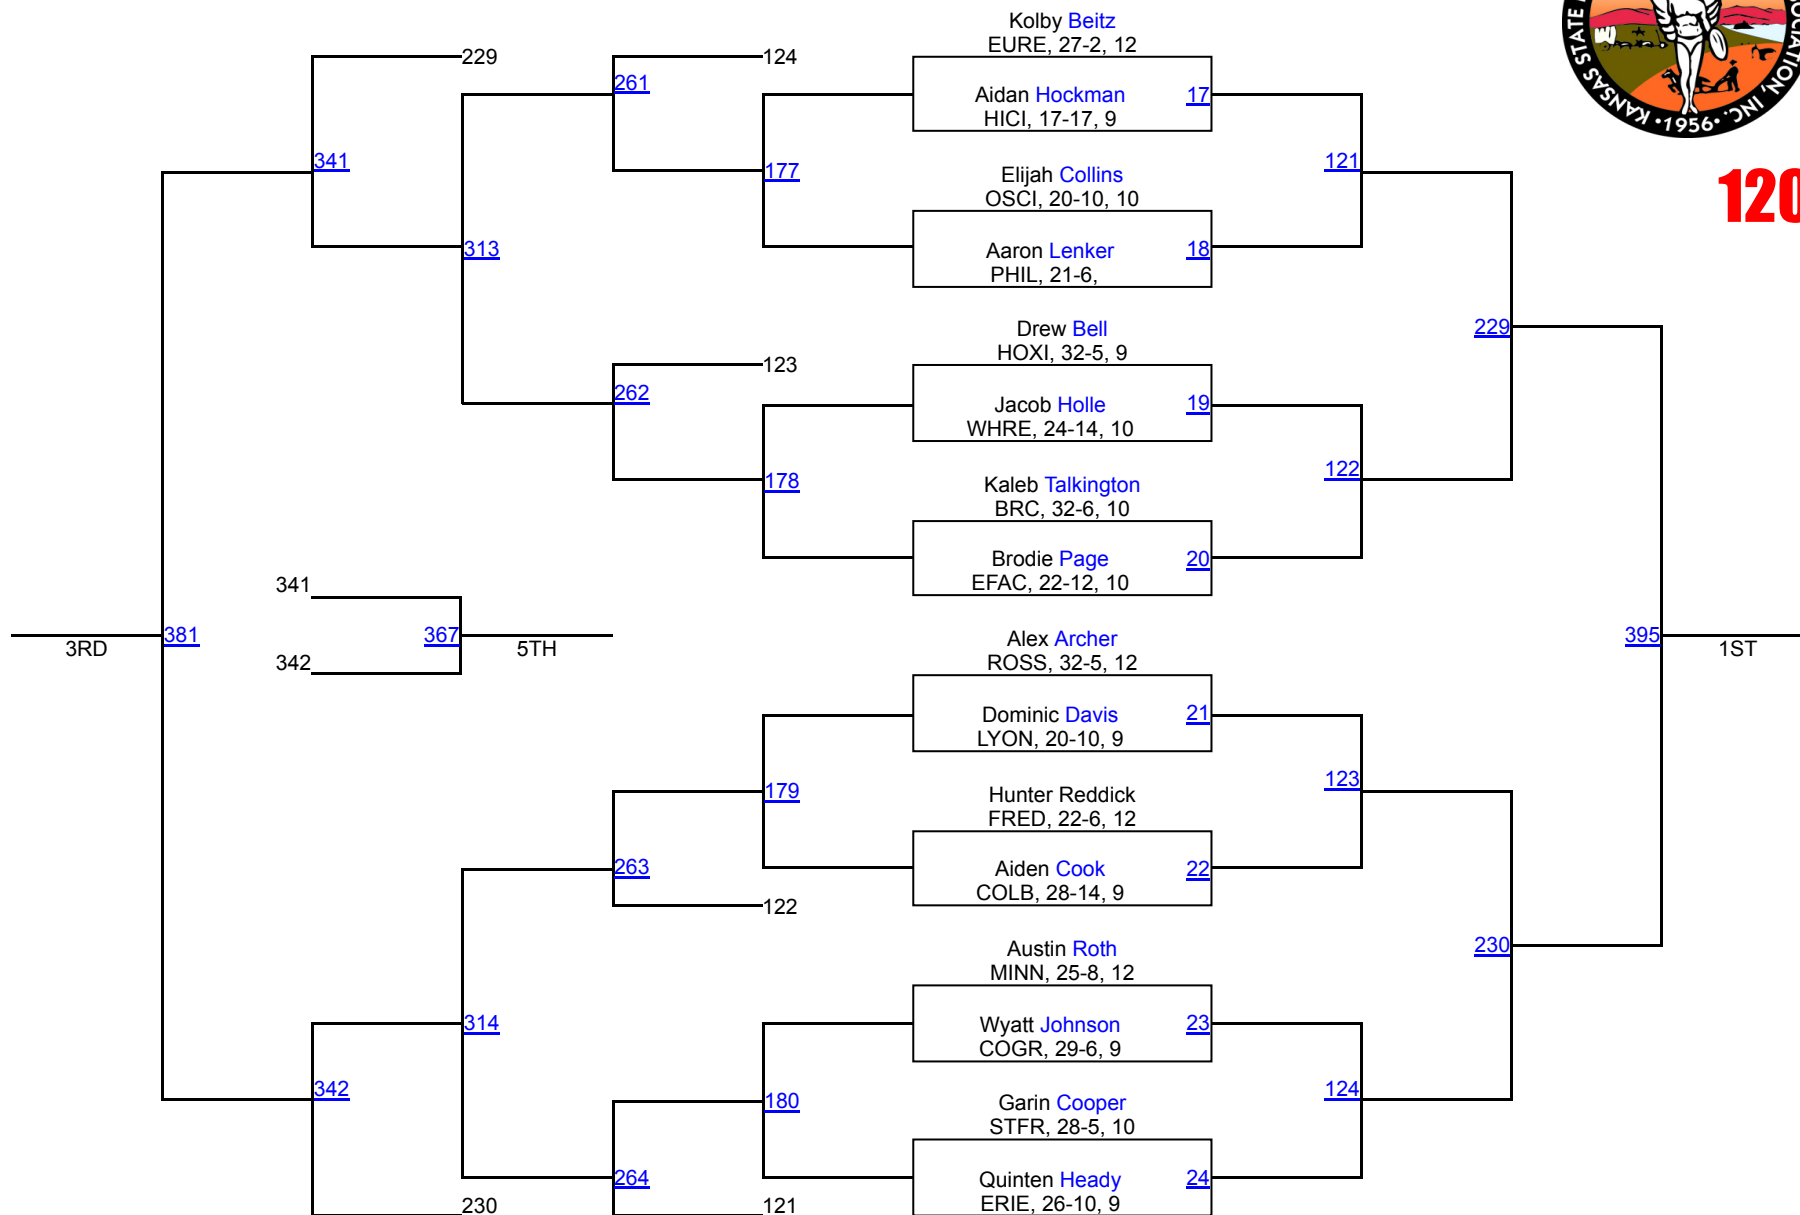 Kolby Beitz
EURE, 27-2, 12
229
124
261
Aidan Hockman
17
HICI, 17-17, 9
KANSAS STATE
OCIATION, INC.
•1956•
341
177
Elijah Collins
121
OSCI, 20-10, 10
120
313
Aaron Lenker
18
PHIL, 21-6,
Drew Bell
229
HOXI, 32-5, 9
123
262
Jacob Holle
19
WHRE, 24-14, 10
178
Kaleb Talkington
122
BRC, 32-6, 10
Brodie Page
20
EFAC, 22-12, 10
341
3RD
381
367
5TH
342
Alex Archer
395
1ST
ROSS, 32-5, 12
Dominic Davis
21
LYON, 20-10, 9
179
Hunter Reddick
123
FRED, 22-6, 12
263
Aiden Cook
22
COLB, 28-14, 9
122
Austin Roth
230
MINN, 25-8, 12
314
Wyatt Johnson
23
COGR, 29-6, 9
342
180
Garin Cooper
124
STFR, 28-5, 10
264
Quinten Heady
24
ERIE, 26-10, 9
230
121